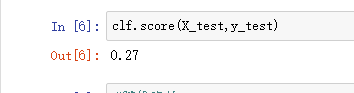 In [6]: clf.score(X_test,y_test)
Out[6]: 0.27